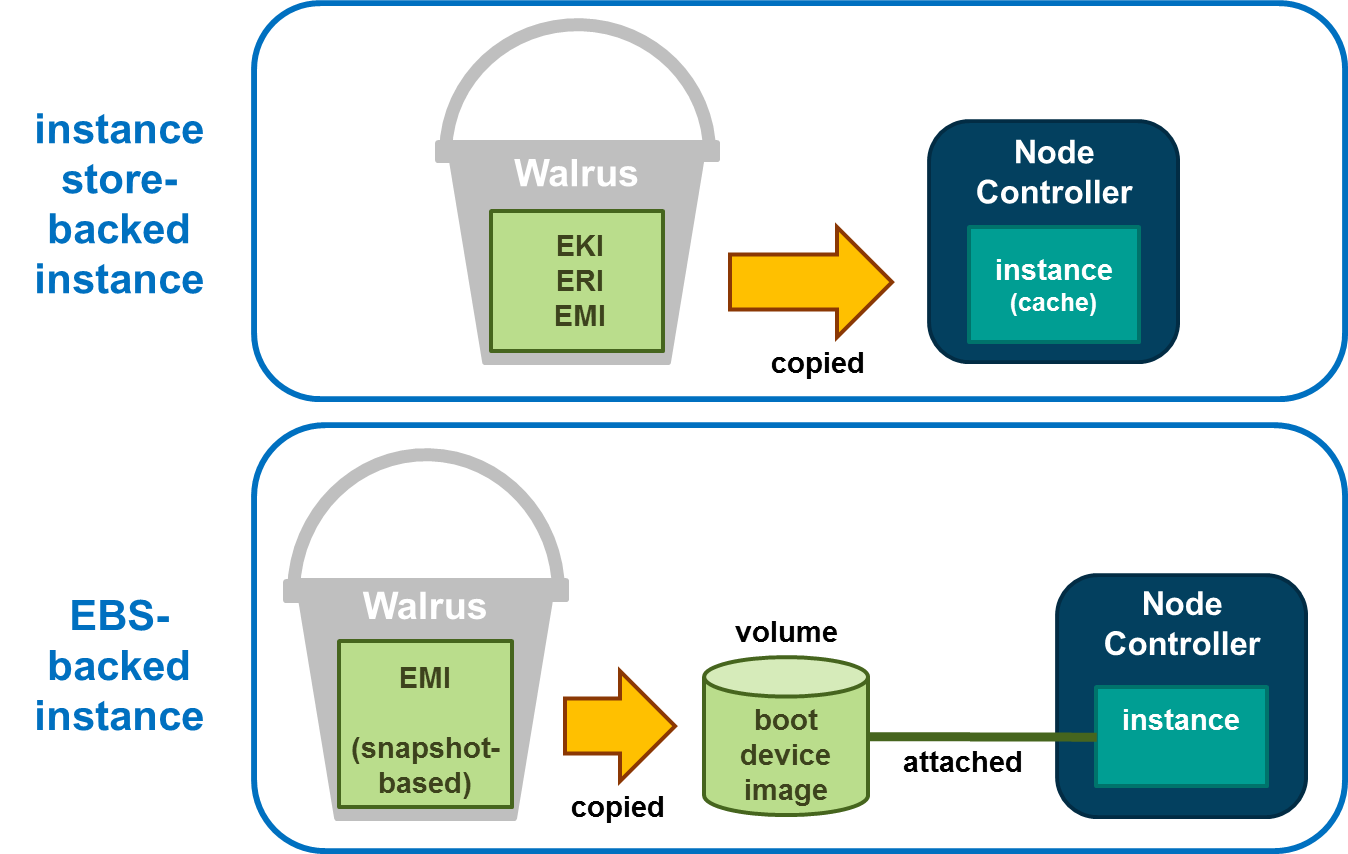 instance
store-
backed
instance
Walrus
EKI
ERI
EMI
copied
Node
Controller
instance
(cache)
EBS-
backed
instance
Walrus
EMI
(snapshot-
based)
copied
volume
boot
device
image
attached
Node
Controller
instance